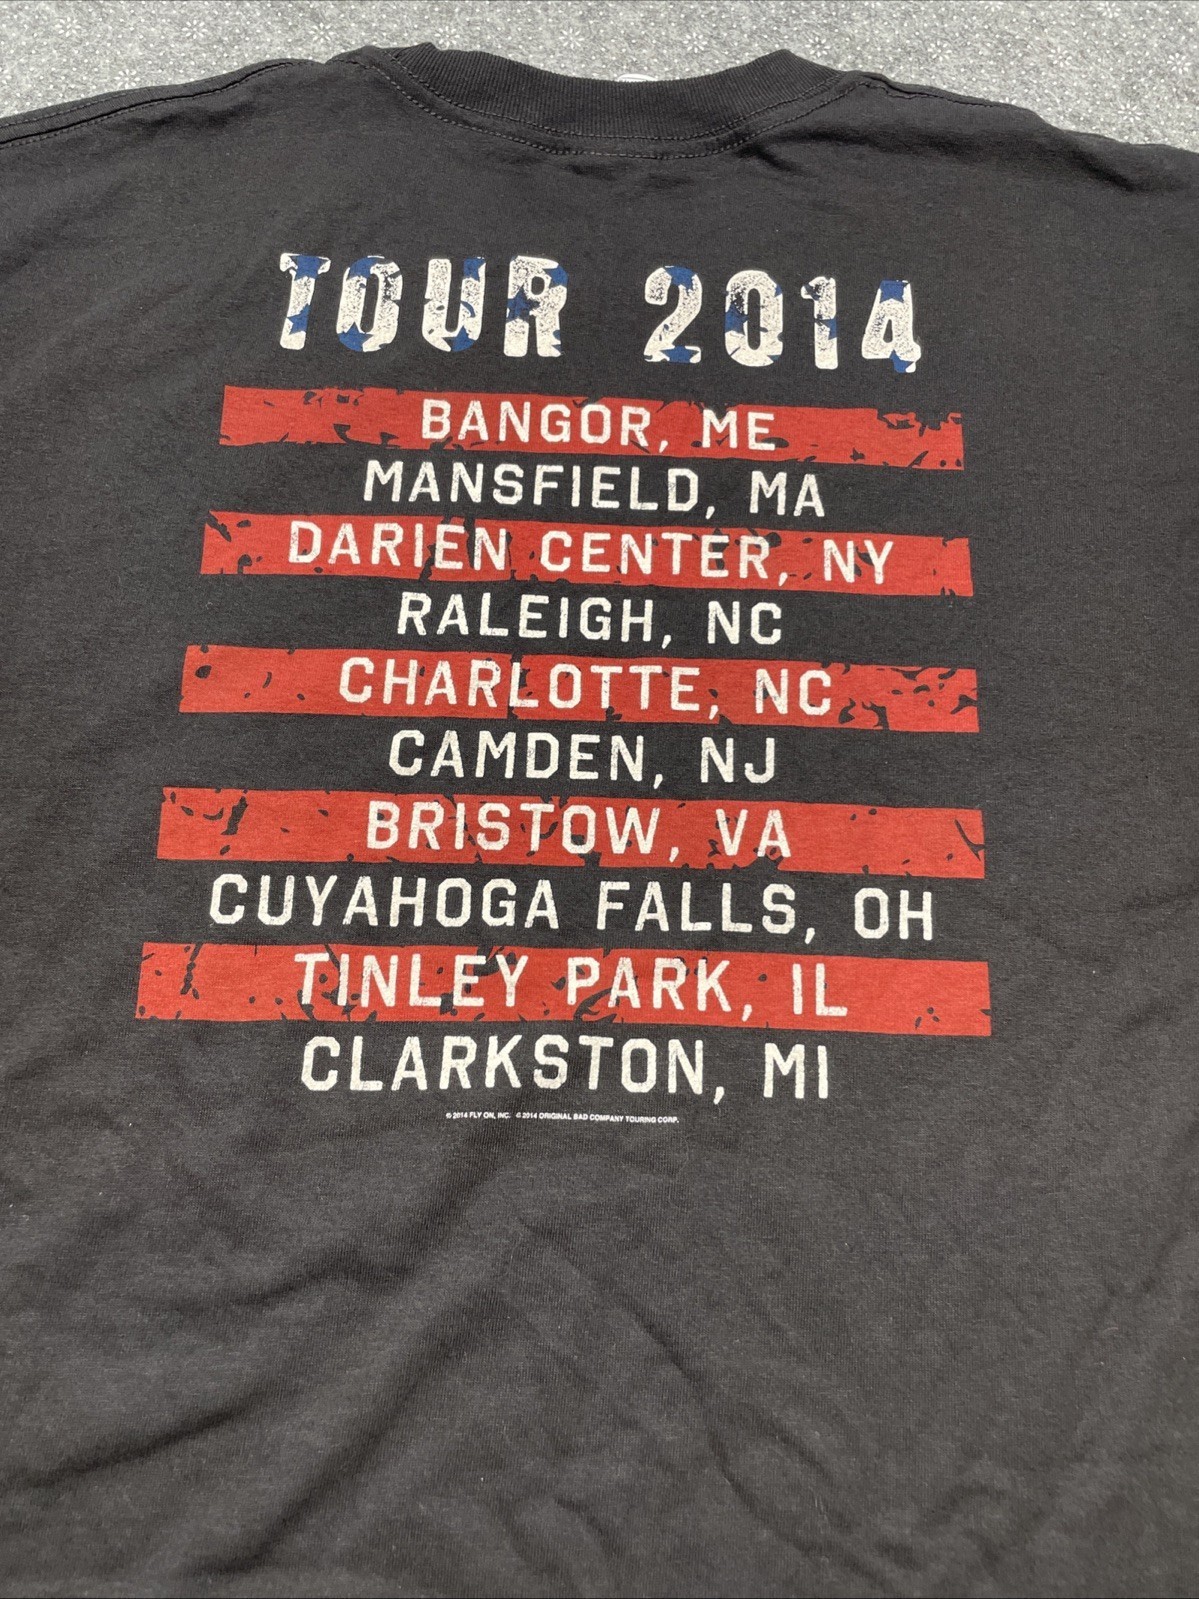 TOUR 2014
BANGOR, ME
MANSFIELD, MA
DARIEN CENTER, NY
RALEIGH, NC
CHARLOTTE, NC
CAMDEN, NJ
BRISTOW, VA
CUYAHOGA FALLS, OH
TINLEY PARK, IL
CLARKSTON, MI
© 2014 FLY ON, INC. © 2014 ORIGINAL BAD COMPANY TOURING CORP.